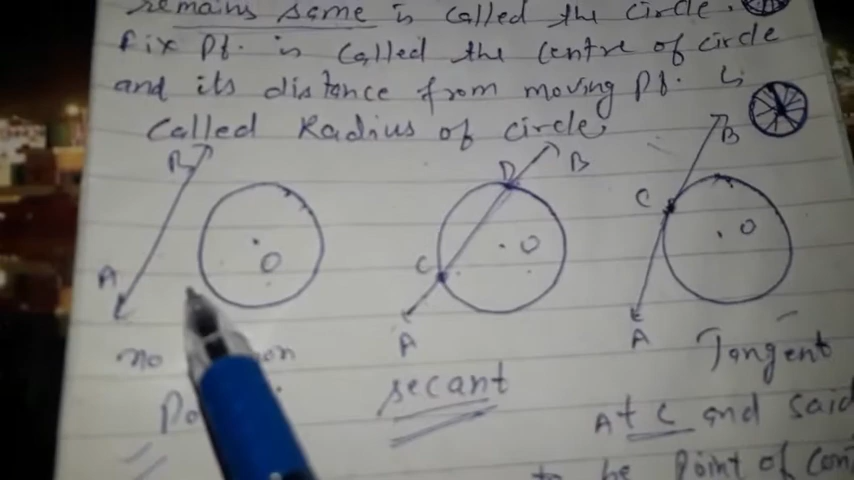 remains same is called the circle.
fix Pt. is called the centre of circle
and its distance from moving Pt. is
called Radius of circle,
B
A
O
D
B
C
O
A
B
C
O
A
no
secant
Tangent
At C and said
to be Point of